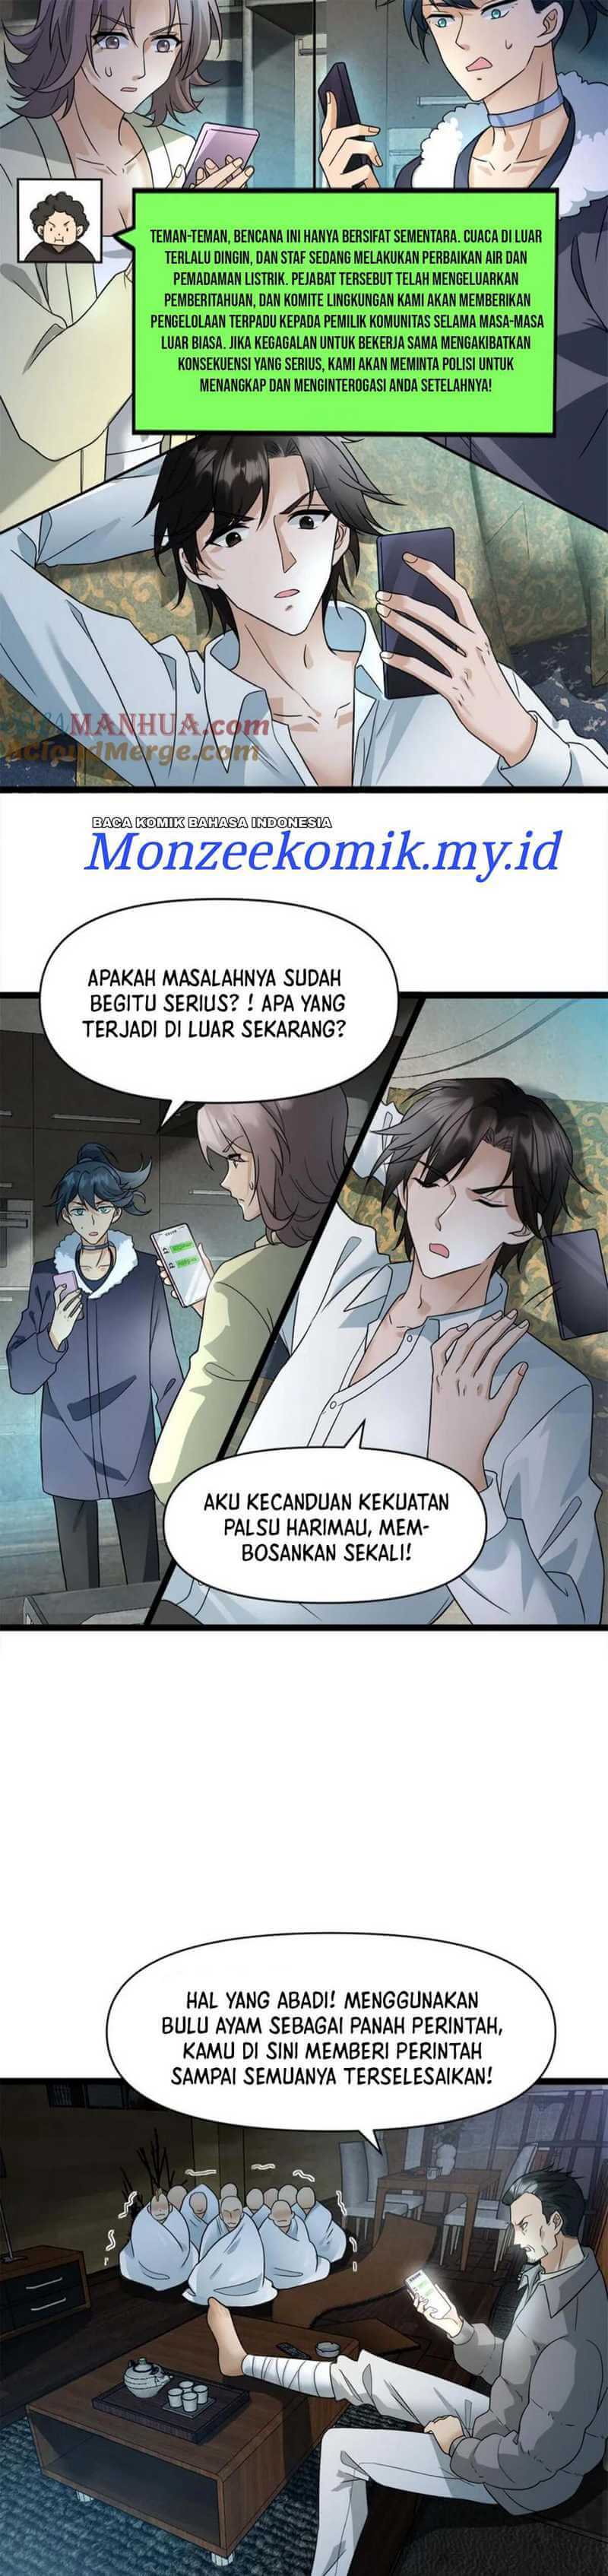 TEMAN-TEMAN, BENCANA INI HANYA BERSIFAT SEMENTARA. CUACA DI LUAR
TERLALU DINGIN, DAN STAF SEDANG MELAKUKAN PERBAIKAN AIR DAN
PEMADAMAN LISTRIK. PEJABAT TERSEBUT TELAH MENGELUARKAN
PEMBERITAHUAN, DAN KOMITE LINGKUNGAN KAMI AKAN MEMBERIKAN
PENGELOLAAN TERPADU KEPADA PEMILIK KOMUNITAS SELAMA MASA-MASA
LUAR BIASA. JIKA KEGAGALAN UNTUK BEKERJA SAMA MENGAKIBATKAN
KONSEKUENSI YANG SERIUS, KAMI AKAN MEMINTA POLISI UNTUK
MENANGKAP DAN MENGINTEROGASI ANDA SETELAHNYA!
MANHUA.com
AcloudMerge.com
BACA KOMIK BAHASA INDONESIA
Monzeekomik.my.id
APAKAH MASALAHNYA SUDAH
BEGITU SERIUS? ! APA YANG
TERJADI DI LUAR SEKARANG?
AKU KECANDUAN KEKUATAN
PALSU HARIMAU, MEM-
BOSANKAN SEKALI!
HAL YANG ABADI! MENGGUNAKAN
BULU AYAM SEBAGAI PANAH PERINTAH,
KAMU DI SINI MEMBERI PERINTAH
SAMPAI SEMUANYA TERSELESAIKAN!